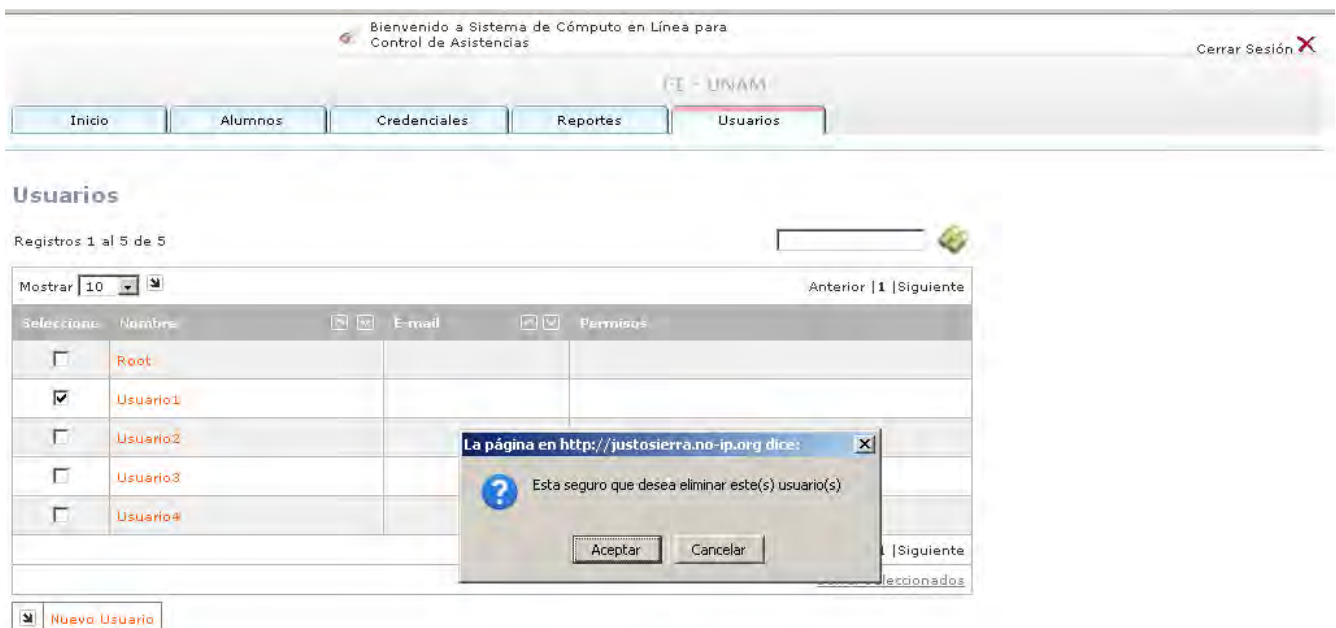 Bienvenido a Sistema de Cómputo en Línea para
Control de Asistencias
Cerrar Sesión
FI - UNAM
Inicio Alumnos Credenciales Reportes Usuarios
Usuarios
Registros 1 al 5 de 5
Mostrar 10 Anterior |1 |Siguiente
Seleccione Nombre E-mail Permisos
Root
Usuario1
Usuario2
Usuario3
Usuario4
La página en http://justosierra.no-ip.org dice:
Esta seguro que desea eliminar este(s) usuario(s)
Aceptar Cancelar
1 |Siguiente
leccionados
Nuevo Usuario